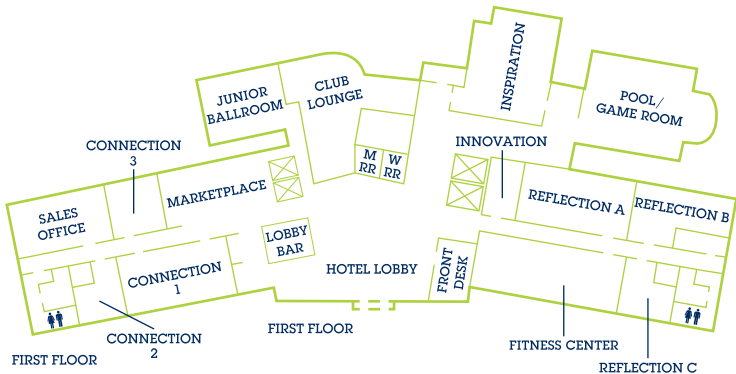 INSPIRATION
POOL/
GAME ROOM
CLUB
LOUNGE
JUNIOR
BALLROOM
CONNECTION
3
INNOVATION
M
RR
W
RR
MARKETPLACE
REFLECTION A
REFLECTION B
SALES
OFFICE
LOBBY
BAR
HOTEL LOBBY
FRONT
DESK
CONNECTION
1
CONNECTION
2
FIRST FLOOR
FIRST FLOOR
FITNESS CENTER
REFLECTION C